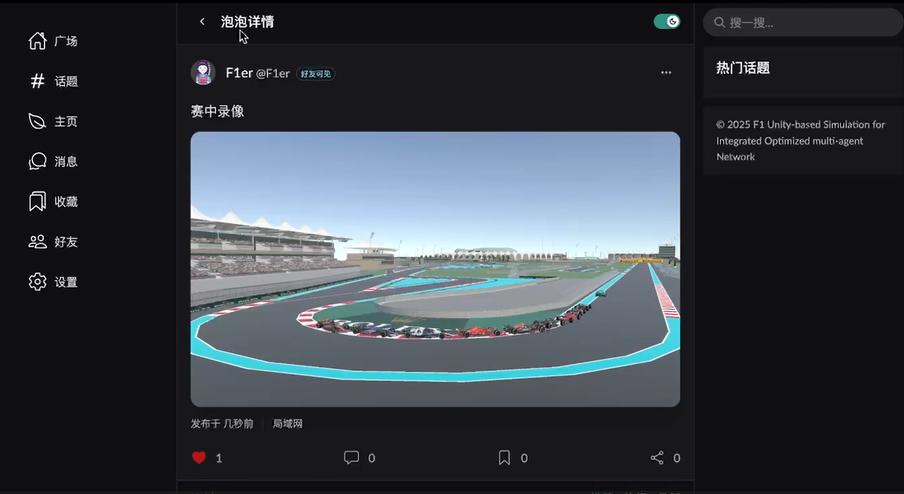 泡泡详情
搜一搜...
广场
话题
主页
消息
收藏
好友
设置
F1er @F1er 好友可见
赛中录像
发布于 几秒前 局域网
1
0
0
0
热门话题
© 2025 F1 Unity-based Simulation for
Integrated Optimized multi-agent
Network